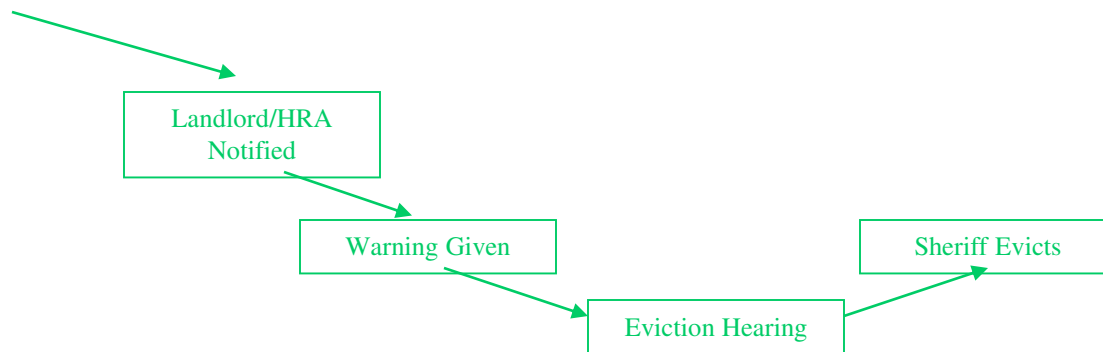 Landlord/HRA
Notified
Warning Given
Sheriff Evicts
Eviction Hearing